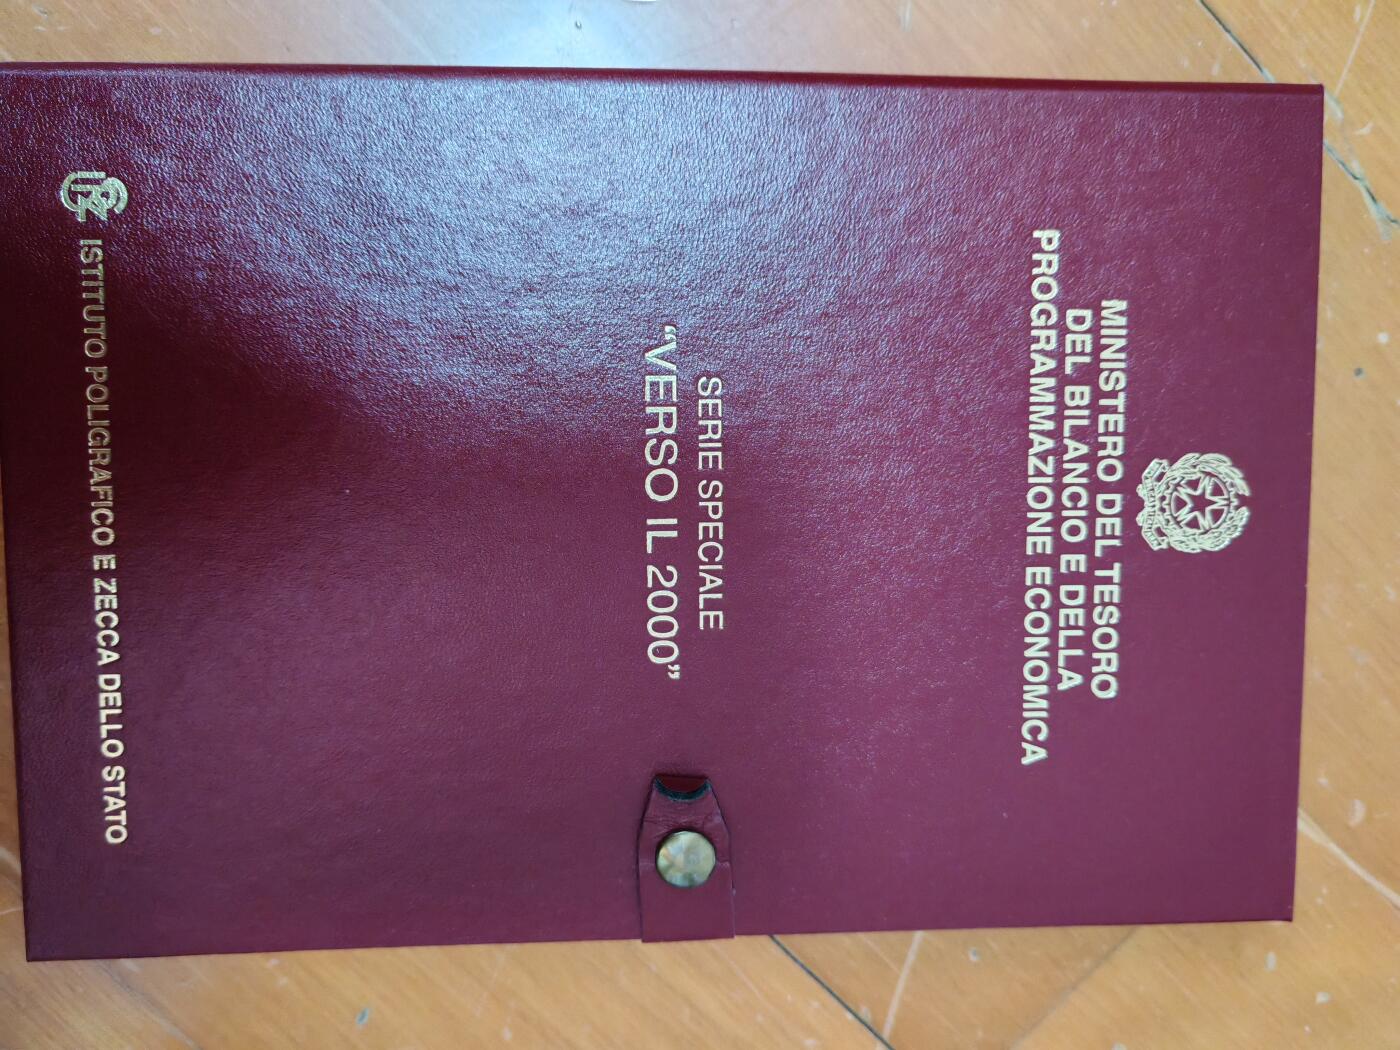 MINISTERO DEL TESORO
DEL BILANCIO E DELLA
PROGRAMMAZIONE ECONOMICA
SERIE SPECIALE
“VERSO IL 2000”
ISTITUTO POLIGRAFICO E ZECCA DELLO STATO